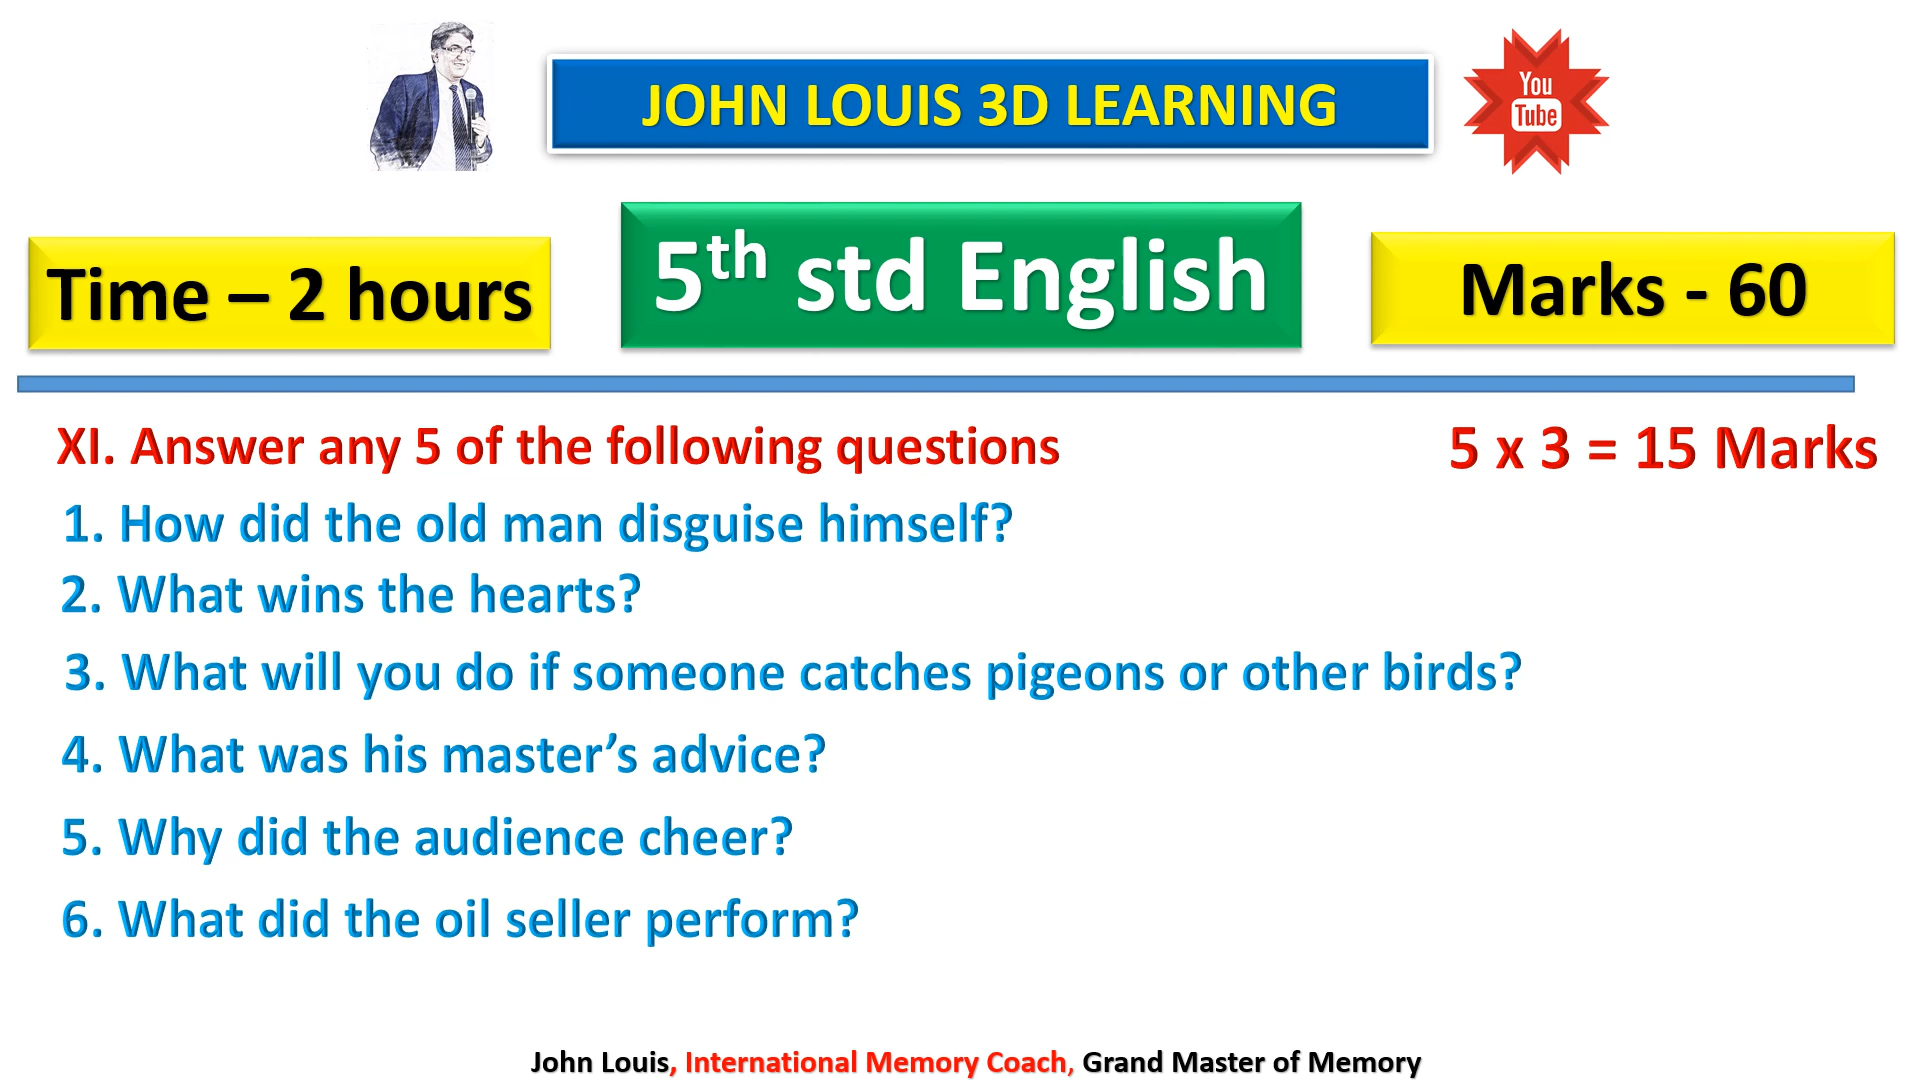 JOHN LOUIS 3D LEARNING
You
Tube
Time – 2 hours
5th std English
Marks - 60
XI. Answer any 5 of the following questions
5 x 3 = 15 Marks
1. How did the old man disguise himself?
2. What wins the hearts?
3. What will you do if someone catches pigeons or other birds?
4. What was his master’s advice?
5. Why did the audience cheer?
6. What did the oil seller perform?
John Louis, International Memory Coach, Grand Master of Memory